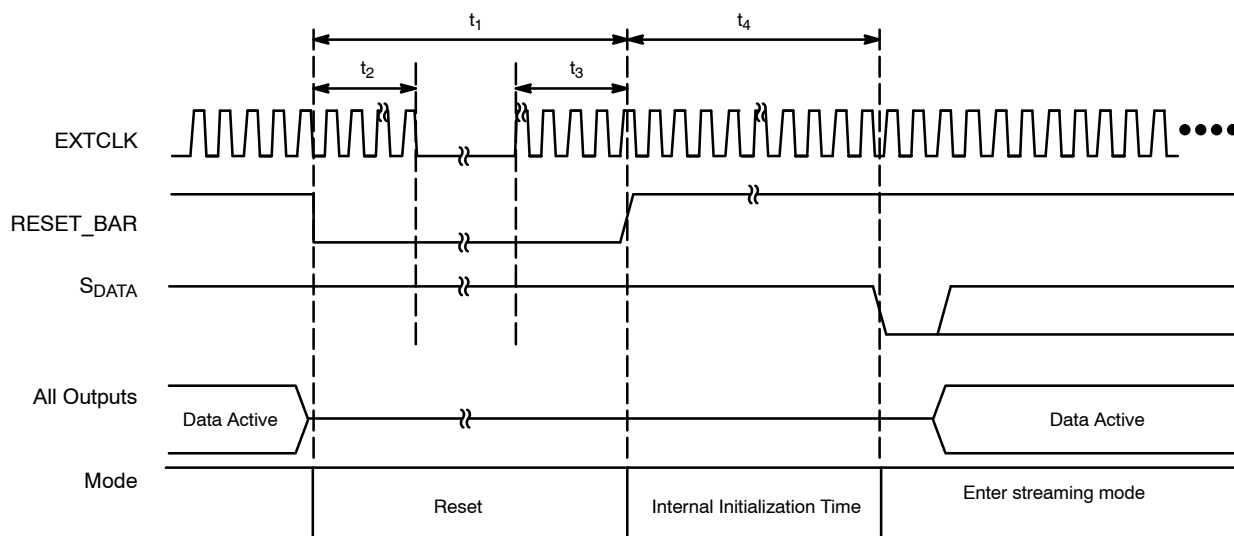 t1
t4
t2
t3
EXTCLK
RESET_BAR
SDATA
All Outputs
Data Active
Data Active
Mode
Reset
Internal Initialization Time
Enter streaming mode